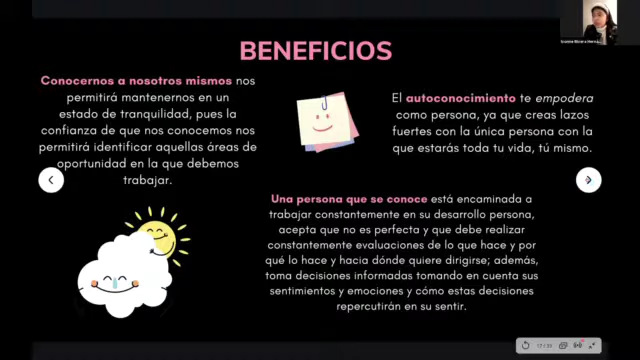 BENEFICIOS
Conocernos a nosotros mismos nos
permitirá mantenernos en un
estado de tranquilidad, pues la
confianza de que nos conocemos nos
permitirá identificar aquellas áreas de
oportunidad en la que debemos
trabajar.
El autoconocimiento te empodera
como persona, ya que creas lazos
fuertes con la única persona con la
que estarás toda tu vida, tú mismo.
Una persona que se conoce está encaminada a
trabajar constantemente en su desarrollo persona,
acepta que no es perfecta y que debe realizar
constantemente evaluaciones de lo que hace y por
qué lo hace y hacia dónde quiere dirigirse; además,
toma decisiones informadas tomando en cuenta sus
sentimientos y emociones y cómo estas decisiones
repercutirán en su sentir.